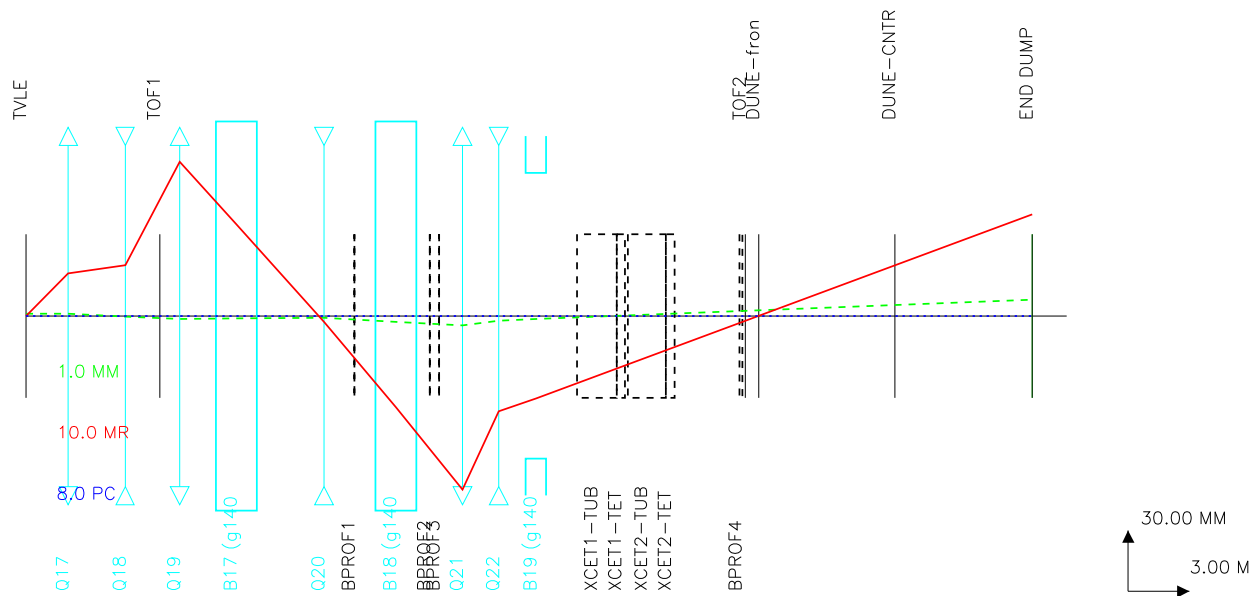 TVLE
TOF1
TOF2
DUNE-fron
DUNE-CNTR
END DUMP
1.0 MM
10.0 MR
8.0 PC
Q17
Q18
Q19
B17 (g140
Q20
BPROF1
B18 (g140
BPROF2
BPROF3
Q21
Q22
B19 (g140
XCET1-TUB
XCET1-TET
XCET2-TUB
XCET2-TET
BPROF4
30.00 MM
3.00 M